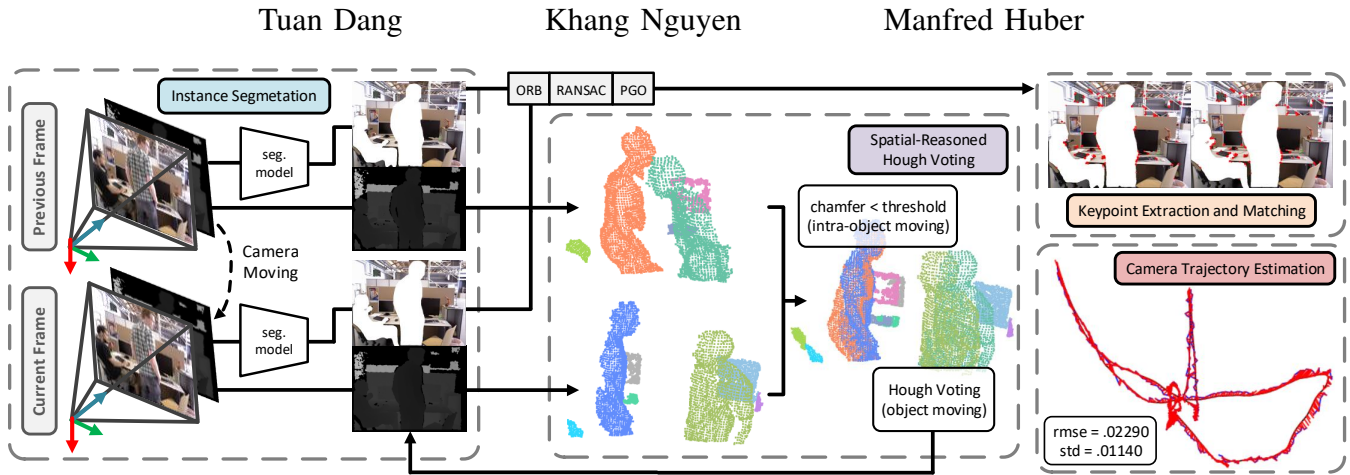 Tuan Dang Khang Nguyen Manfred Huber
Instance Segmetation
ORB RANSAC PGO
Previous Frame
seg.
model
Spatial-Reasoned
Hough Voting
chamfer < threshold
(intra-object moving)
Keypoint Extraction and Matching
Camera
Moving
Camera Trajectory Estimation
Current Frame
seg.
model
Hough Voting
(object moving)
rmse = .02290
std = .01140